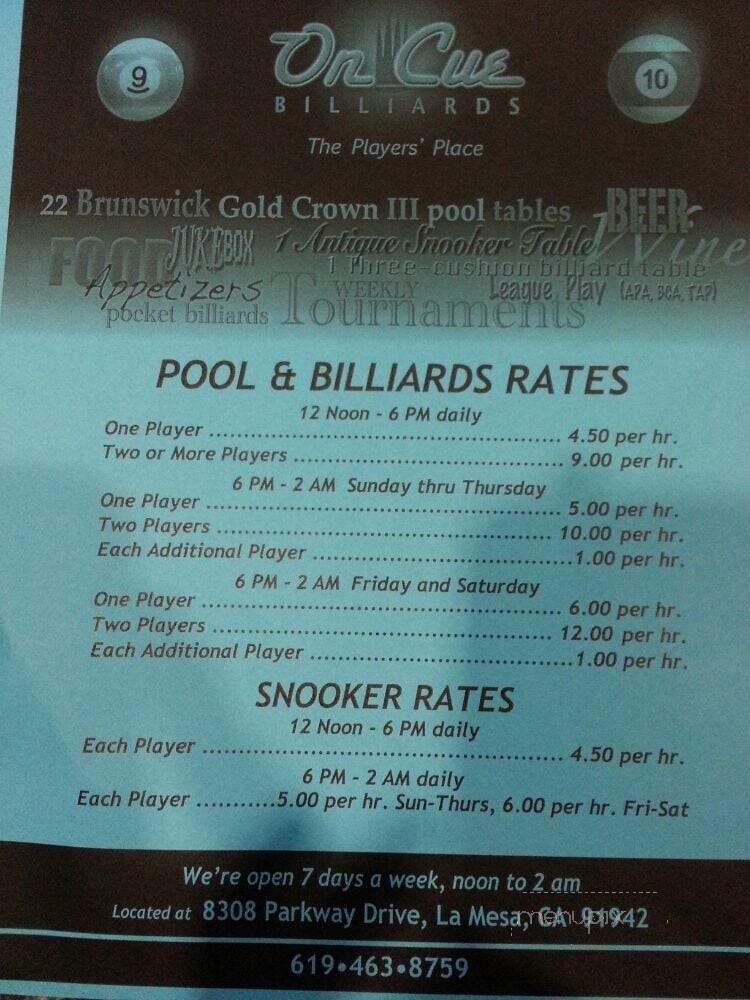 9
On Cue
10
BILLIARDS
The Players' Place
22 Brunswick Gold Crown III pool tables
BEER
Wine
FOOD
JUKEBOX
1 Antique Snooker Table
1 Three-cushion billiard table
Appetizers
WEEKLY
League Play (APA, BCA, TAP)
pocket billiards
Tournaments
POOL & BILLIARDS RATES
12 Noon - 6 PM daily
One Player ................ 4.50 per hr.
Two or More Players ................ 9.00 per hr.
6 PM - 2 AM Sunday thru Thursday
One Player ................ 5.00 per hr.
Two Players ................ 10.00 per hr.
Each Additional Player ................ 1.00 per hr.
6 PM - 2 AM Friday and Saturday
One Player ................ 6.00 per hr.
Two Players ................ 12.00 per hr.
Each Additional Player ................ 1.00 per hr.
SNOOKER RATES
12 Noon - 6 PM daily
Each Player ................ 4.50 per hr.
6 PM - 2 AM daily
Each Player ...........5.00 per hr. Sun-Thurs, 6.00 per hr. Fri-Sat
We're open 7 days a week, noon to 2 am
Located at 8308 Parkway Drive, La Mesa, CA 91942
menupix
619•463•8759